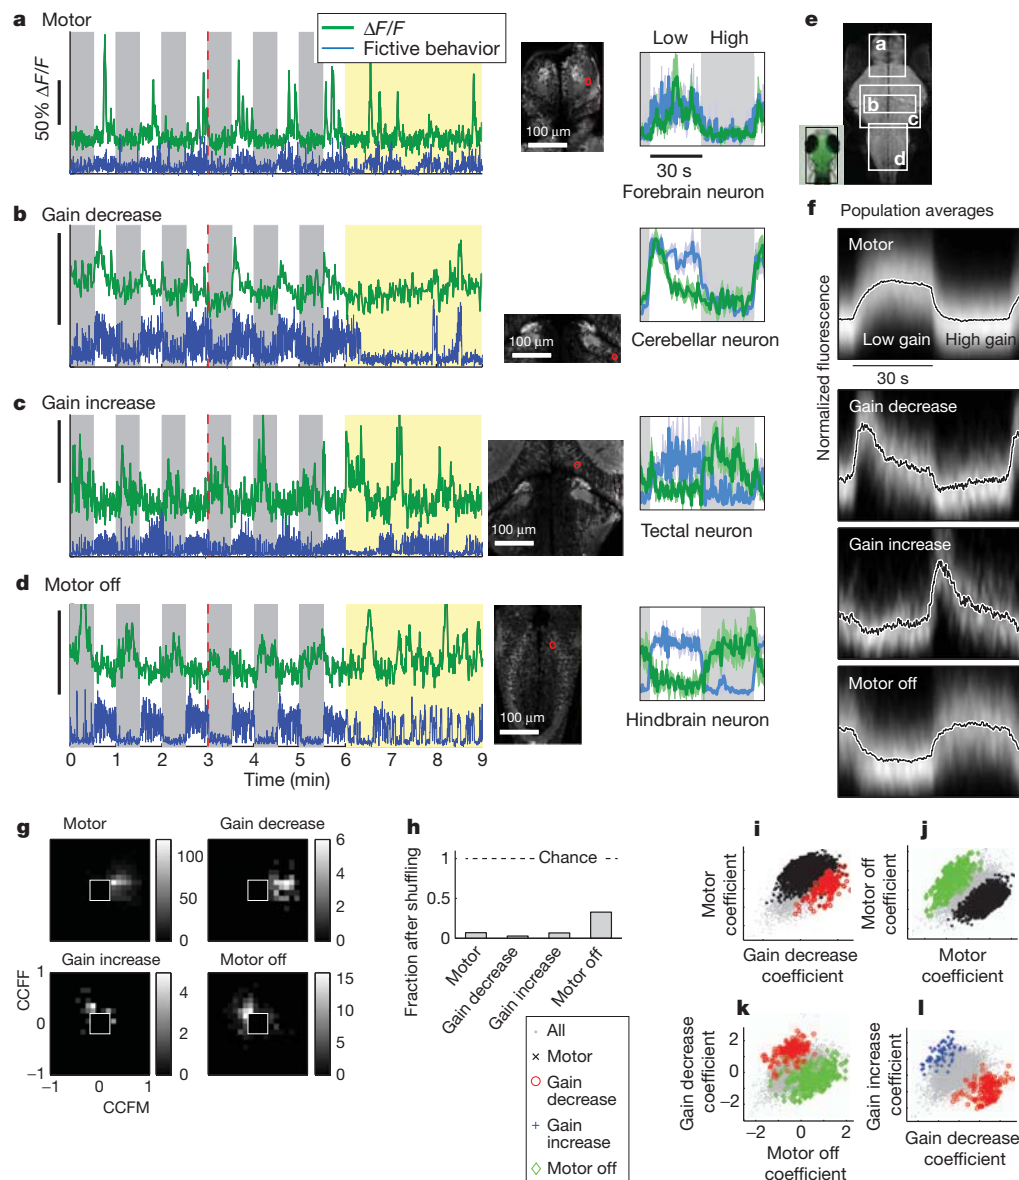 a Motor
ΔF/F
Fictive behavior
50% ΔF/F
100 μm
Low High
30 s
Forebrain neuron
b Gain decrease
100 μm
Cerebellar neuron
c Gain increase
100 μm
Tectal neuron
d Motor off
100 μm
Hindbrain neuron
0 1 2 3 4 5 6 7 8 9
Time (min)
e
a
b
c
d
f Population averages
Normalized fluorescence
Motor
Low gain High gain
30 s
Gain decrease
Gain increase
Motor off
g
Motor
100
50
0
Gain decrease
6
4
2
0
Gain increase
4
2
0
Motor off
15
10
5
0
CCFF
1
0
−1
−1 0 1
CCFM
h
Fraction after shuffling
1
0.5
0
Chance
Motor
Gain decrease
Gain increase
Motor off
All
Motor
Gain
decrease
Gain
increase
Motor off
i
Motor
coefficient
Gain decrease
coefficient
j
Motor off
coefficient
Motor
coefficient
k
Gain decrease
coefficient
2
0
−2
−2 0 2
Motor off
coefficient
l
Gain increase
coefficient
Gain decrease
coefficient